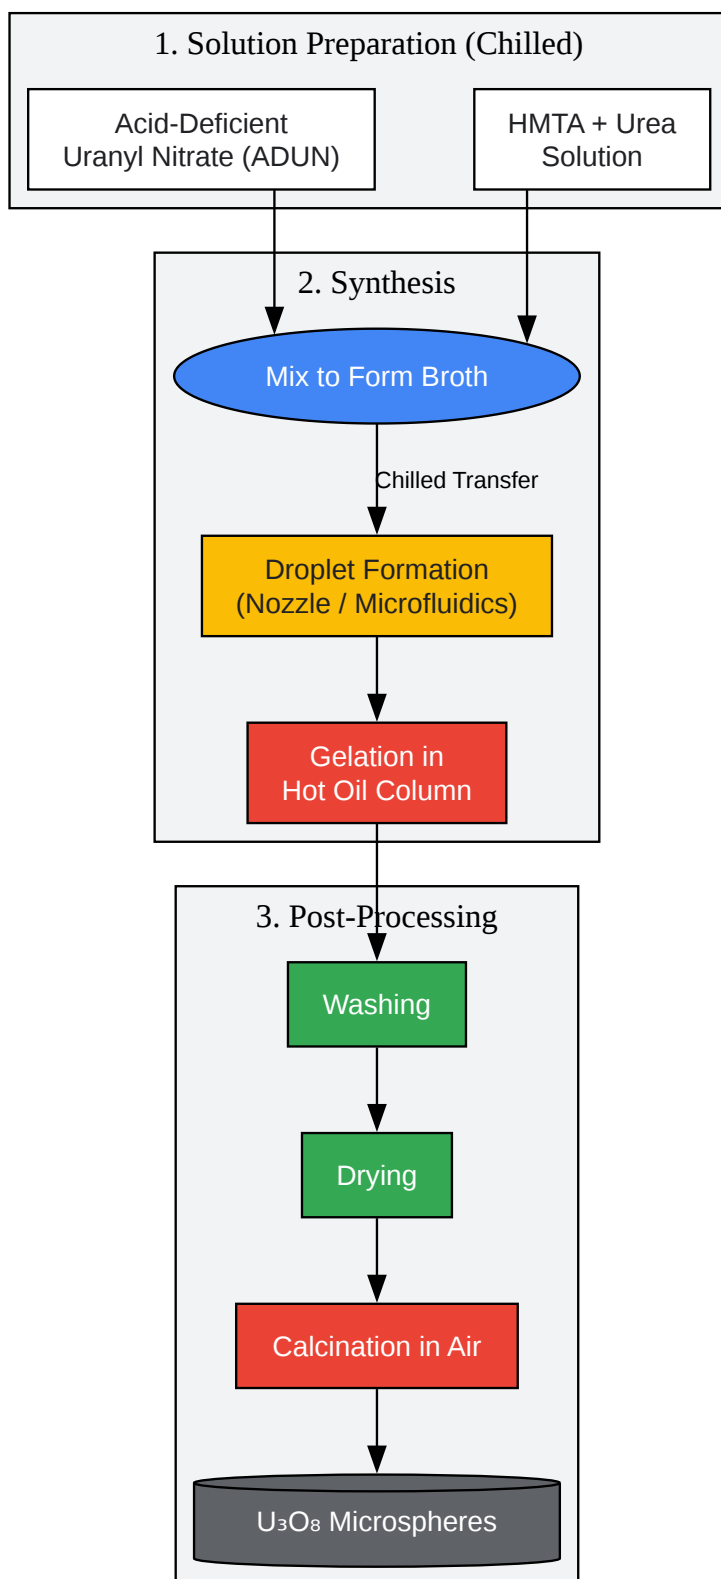 1. Solution Preparation (Chilled)
Acid-Deficient
Uranyl Nitrate (ADUN)
HMTA + Urea
Solution
2. Synthesis
Mix to Form Broth
Chilled Transfer
Droplet Formation
(Nozzle / Microfluidics)
Gelation in
Hot Oil Column
3. Post-Processing
Washing
Drying
Calcination in Air
U₃O₈ Microspheres